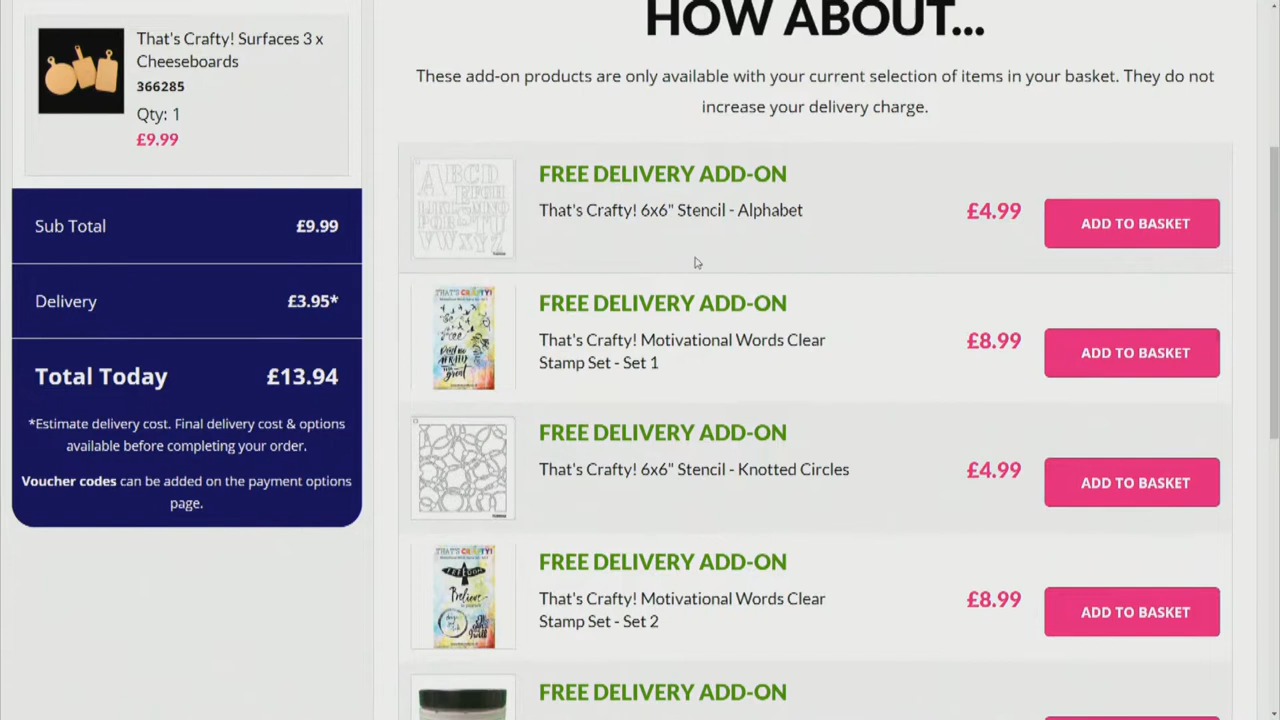 That's Crafty! Surfaces 3 x
Cheeseboards
366285
Qty: 1
£9.99
Sub Total £9.99
Delivery £3.95*
Total Today £13.94
*Estimate delivery cost. Final delivery cost & options
available before completing your order.
Voucher codes can be added on the payment options
page.
HOW ABOUT...
These add-on products are only available with your current selection of items in your basket. They do not
increase your delivery charge.
FREE DELIVERY ADD-ON
That's Crafty! 6x6" Stencil - Alphabet
£4.99
ADD TO BASKET
FREE DELIVERY ADD-ON
That's Crafty! Motivational Words Clear
Stamp Set - Set 1
£8.99
ADD TO BASKET
THAT'S CRAFTY!
FREE DELIVERY ADD-ON
That's Crafty! 6x6" Stencil - Knotted Circles
£4.99
ADD TO BASKET
FREE DELIVERY ADD-ON
That's Crafty! Motivational Words Clear
Stamp Set - Set 2
£8.99
ADD TO BASKET
THAT'S CRAFTY!
Believe
FREE DELIVERY ADD-ON